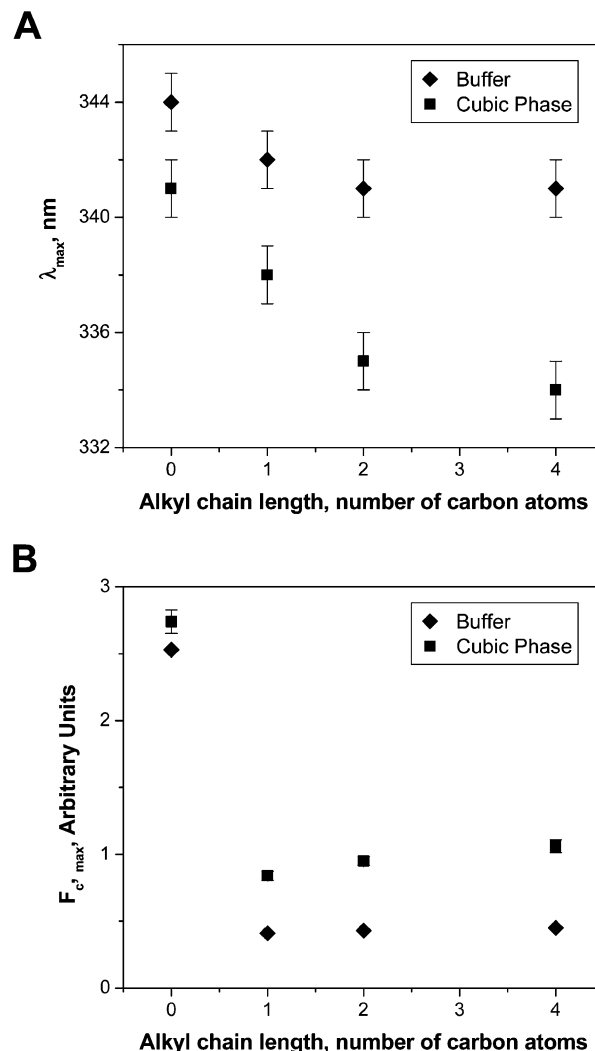 A
Buffer
Cubic Phase
344
340
336
332
λmax, nm
0 1 2 3 4
Alkyl chain length, number of carbon atoms
B
Buffer
Cubic Phase
3
2
1
0
Fc, max, Arbitrary Units
0 1 2 3 4
Alkyl chain length, number of carbon atoms